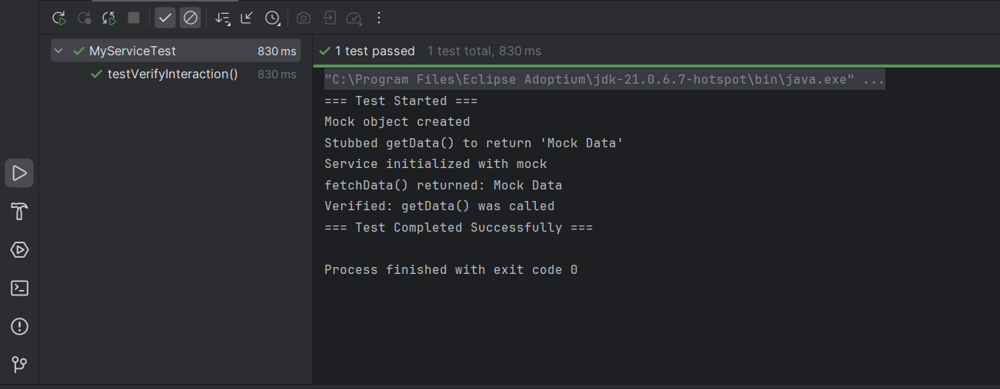 MyServiceTest 830 ms
testVerifyInteraction() 830 ms
1 test passed 1 test total, 830 ms
"C:\Program Files\Eclipse Adoptium\jdk-21.0.6.7-hotspot\bin\java.exe" ...
=== Test Started ===
Mock object created
Stubbed getData() to return 'Mock Data'
Service initialized with mock
fetchData() returned: Mock Data
Verified: getData() was called
=== Test Completed Successfully ===
Process finished with exit code 0